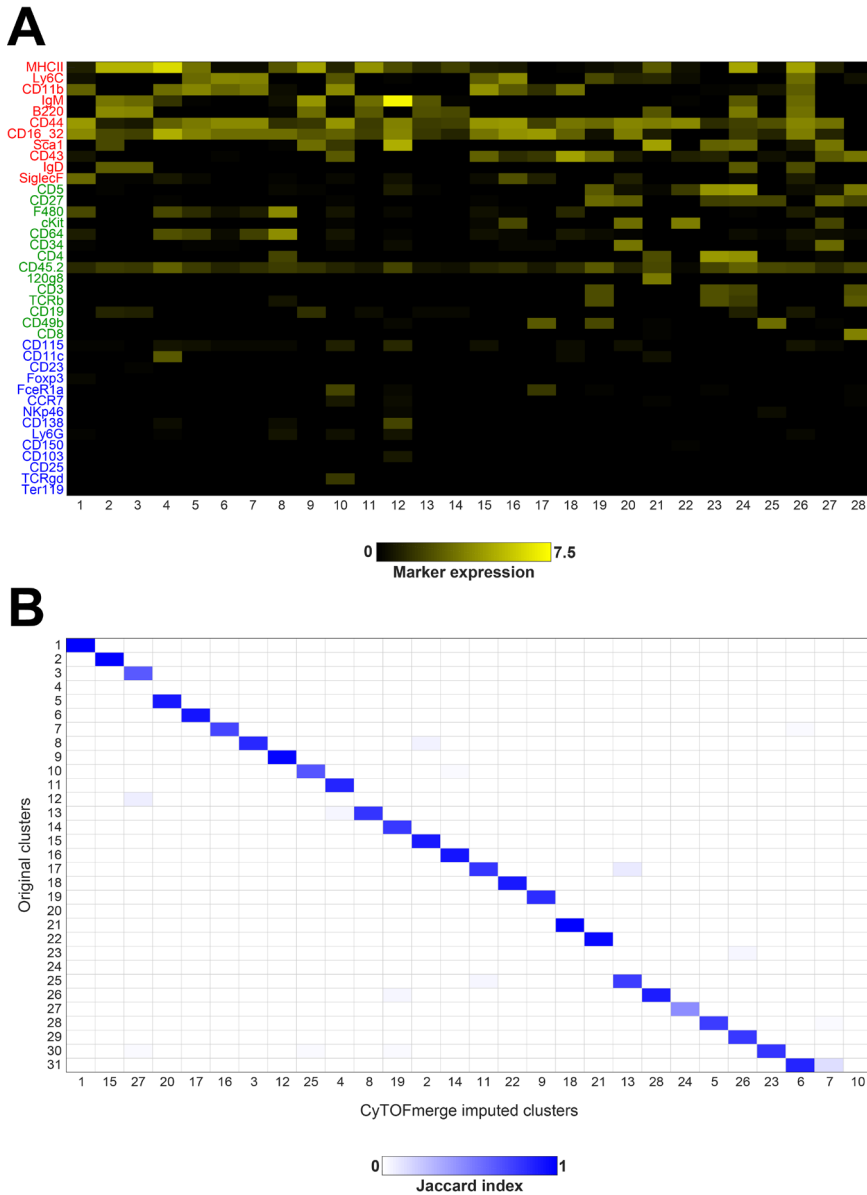 A
MHCII
Ly6C
CD11b
IgM
B220
CD44
CD16_32
Sca1
CD43
IgD
SiglecF
CD5
CD27
F480
cKit
CD64
CD34
CD4
CD45.2
120g8
CD3
TCRb
CD19
CD49b
CD8
CD115
CD11c
CD23
Foxp3
FceR1a
CCR7
NKp46
CD138
Ly6G
CD150
CD103
CD25
TCRgd
Ter119
1 2 3 4 5 6 7 8 9 10 11 12 13 14 15 16 17 18 19 20 21 22 23 24 25 26 27 28
0 7.5
Marker expression
B
Original clusters
1
2
3
4
5
6
7
8
9
10
11
12
13
14
15
16
17
18
19
20
21
22
23
24
25
26
27
28
29
30
31
1 15 27 20 17 16 3 12 25 4 8 19 2 14 11 22 9 18 21 13 28 24 5 26 23 6 7 10
CyTOFmerge imputed clusters
0 1
Jaccard index